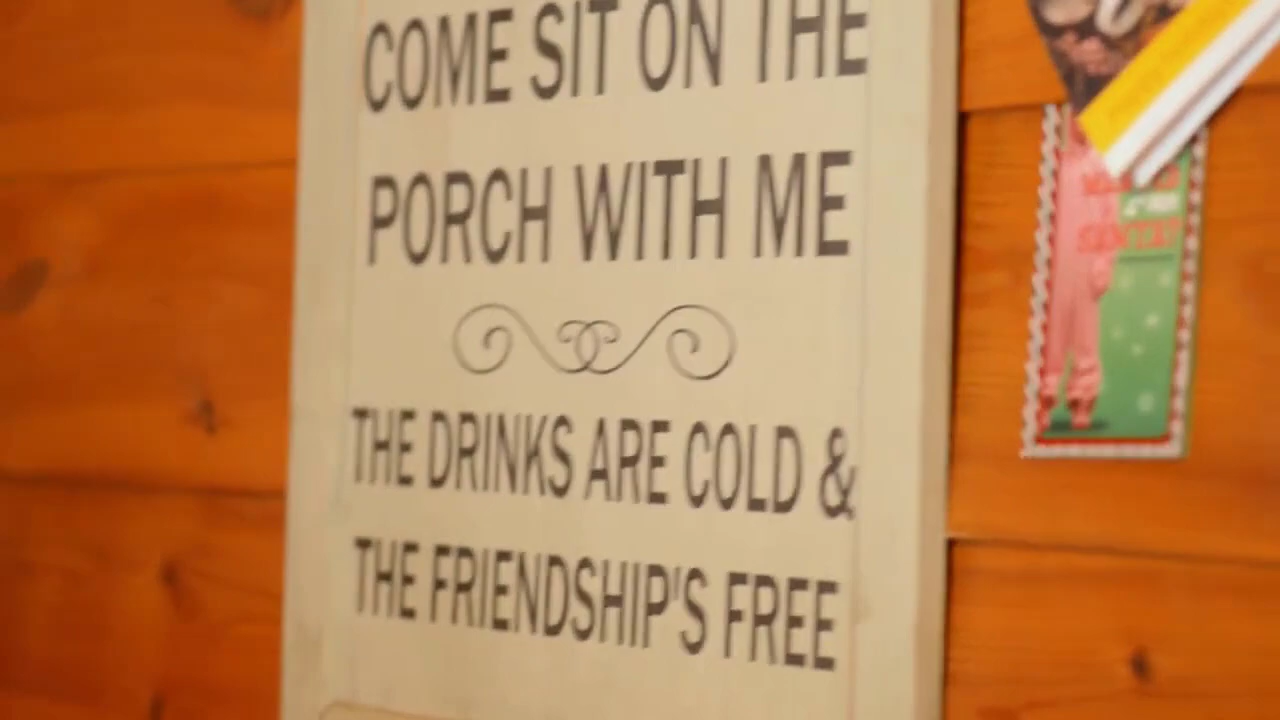 COME SIT ON THE
PORCH WITH ME
THE DRINKS ARE COLD &
THE FRIENDSHIP'S FREE